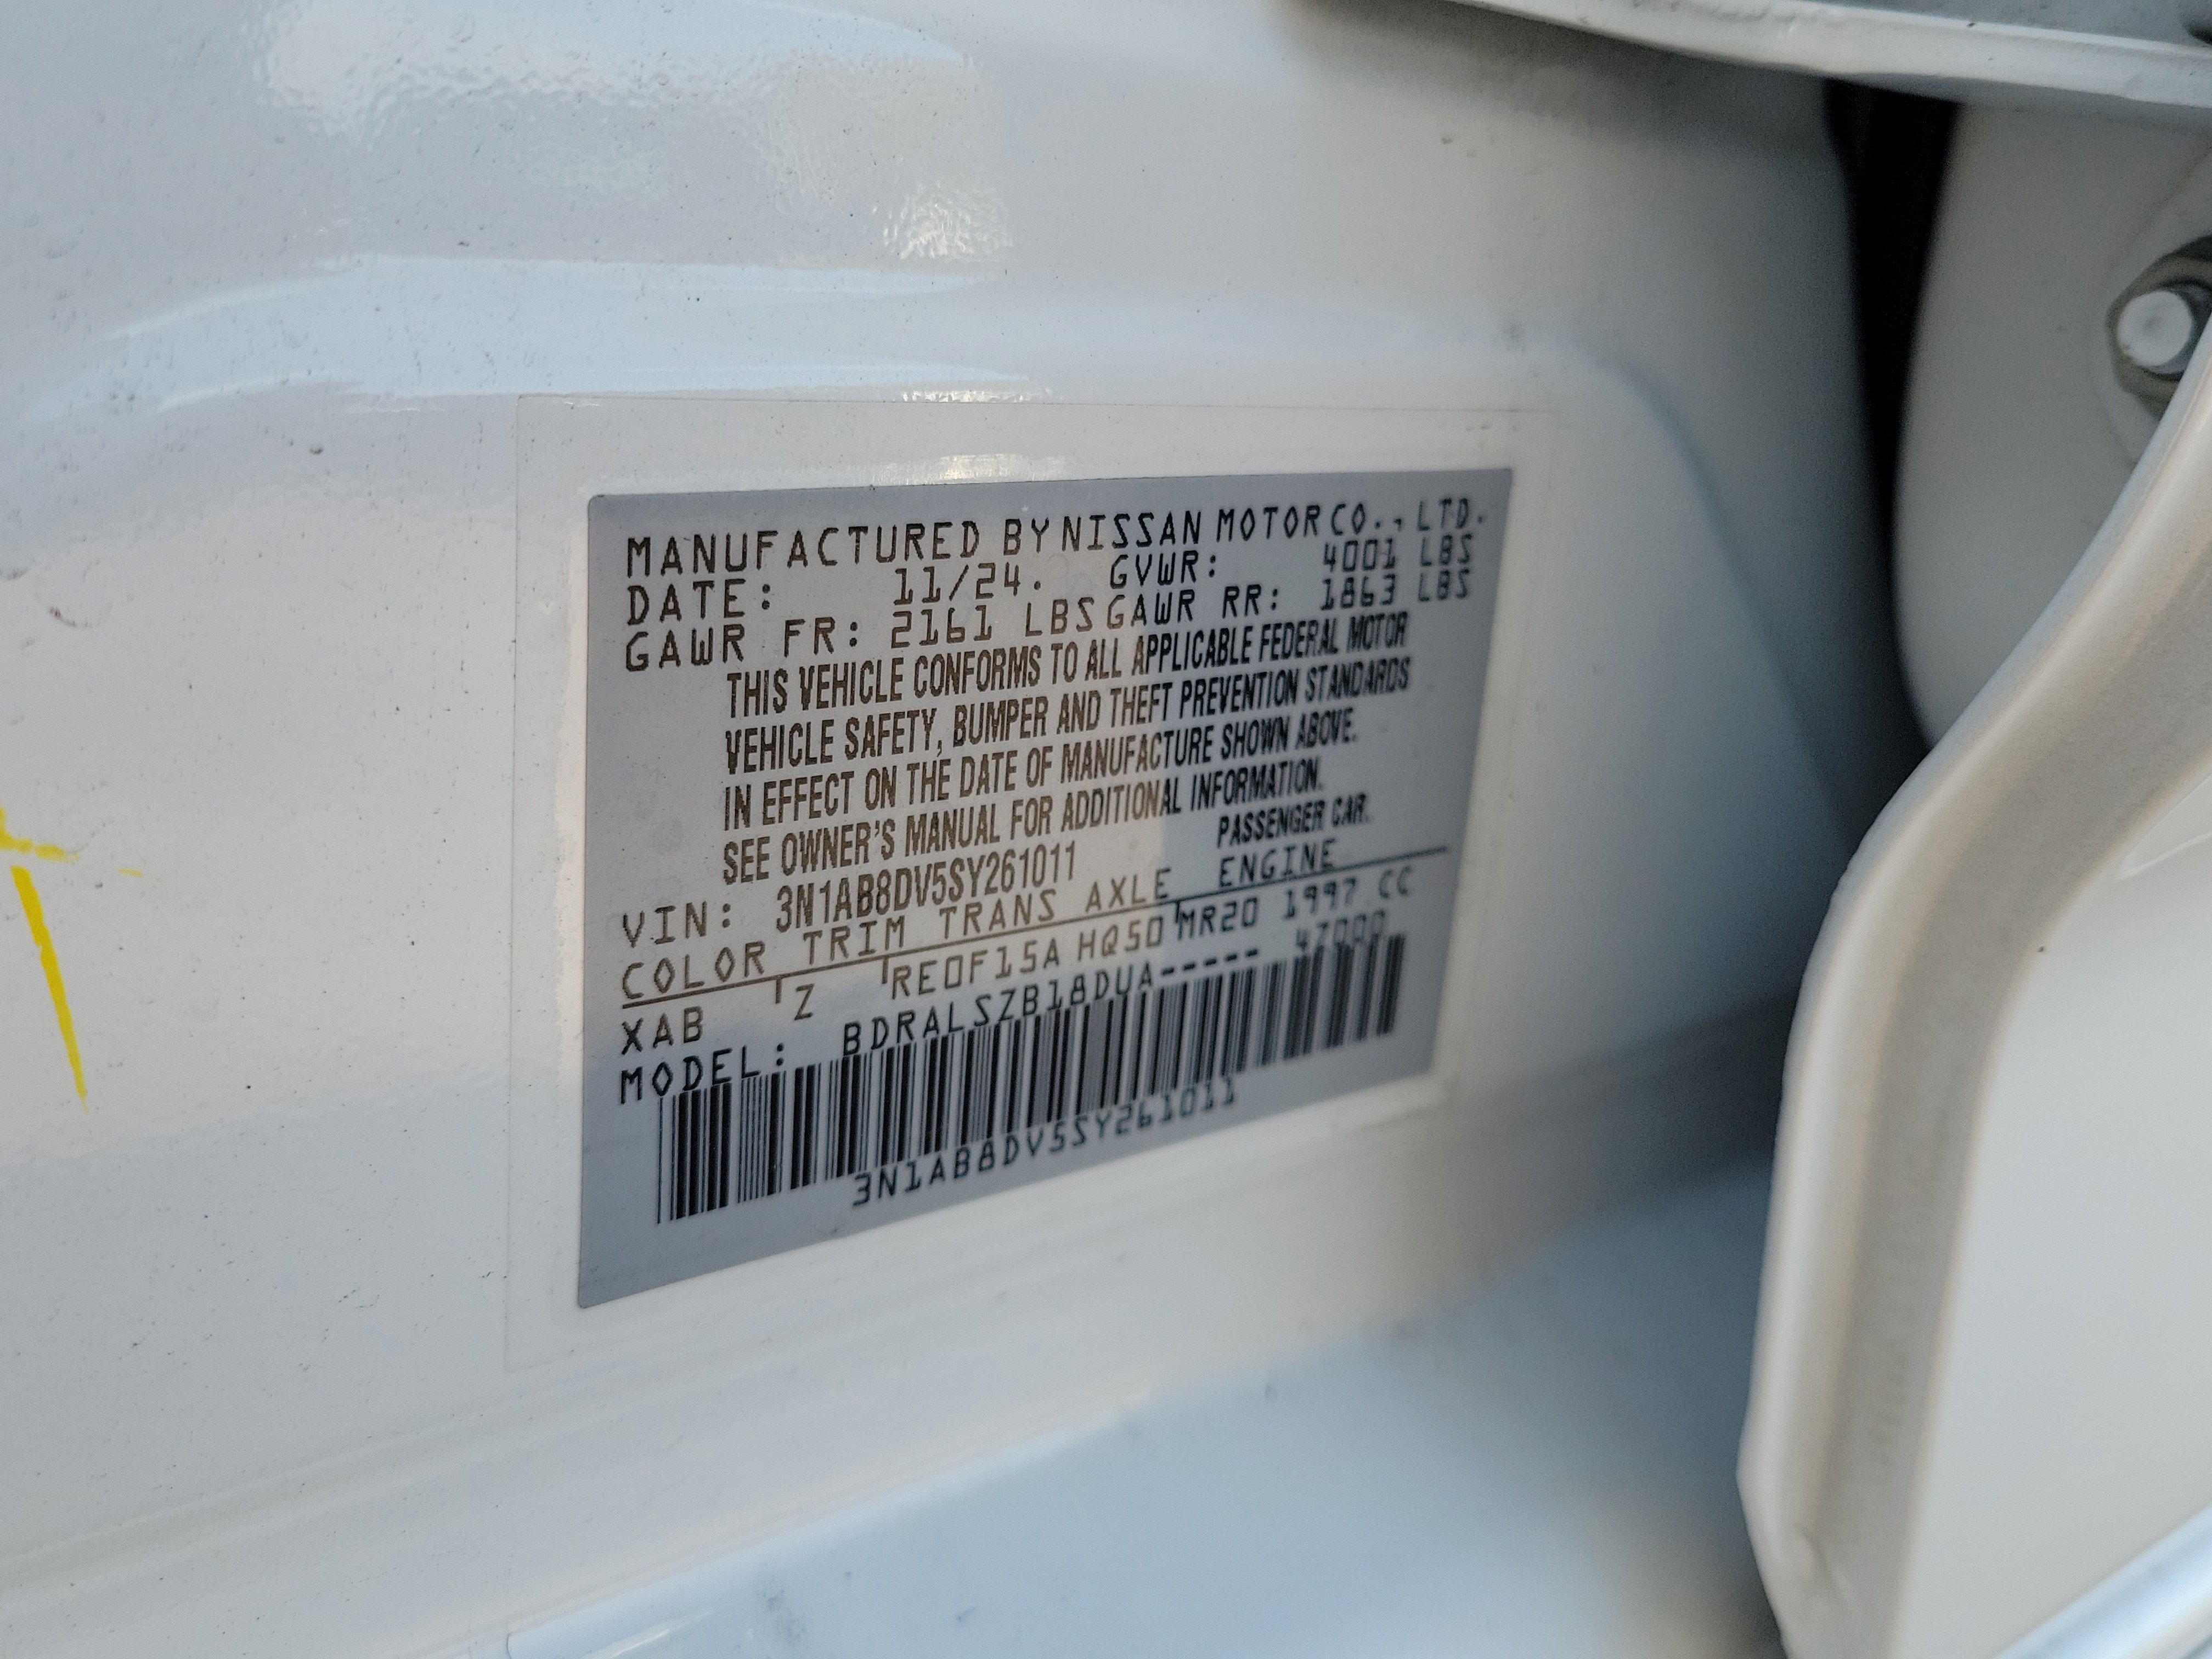 MANUFACTURED BY NISSAN MOTOR CO., LTD.
DATE: 11/24. GVWR: 4001 LBS
GAWR FR: 2161 LBS GAWR RR: 1863 LBS
THIS VEHICLE CONFORMS TO ALL APPLICABLE FEDERAL MOTOR
VEHICLE SAFETY, BUMPER AND THEFT PREVENTION STANDARDS
IN EFFECT ON THE DATE OF MANUFACTURE SHOWN ABOVE.
SEE OWNER'S MANUAL FOR ADDITIONAL INFORMATION.
VIN: 3N1AB8DV5SY261011 PASSENGER CAR.
COLOR TRIM TRANS AXLE ENGINE
XAB Z RE0F15A HQ50 MR20 1997 CC
MODEL: BDRALSZB18DUA----- 47000
3N1AB8DV5SY261011